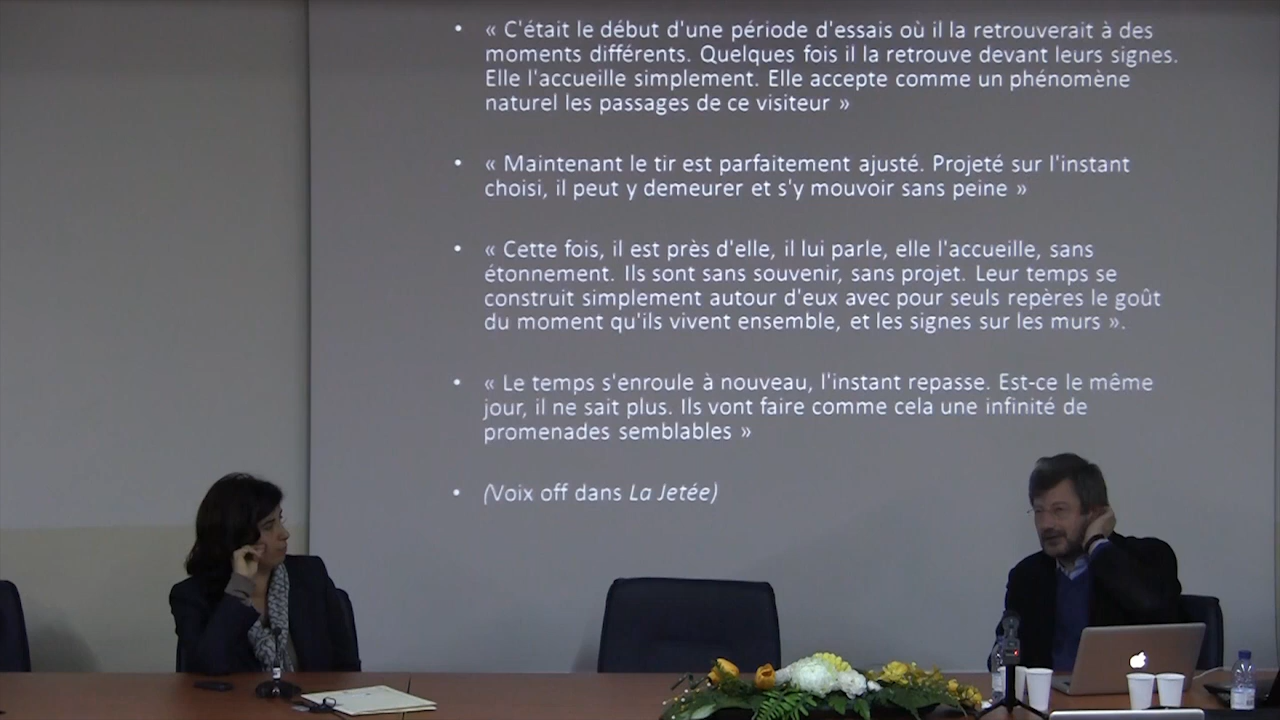 • « C'était le début d'une période d'essais où il la retrouverait à des
moments différents. Quelques fois il la retrouve devant leurs signes.
Elle l'accueille simplement. Elle accepte comme un phénomène
naturel les passages de ce visiteur »
• « Maintenant le tir est parfaitement ajusté. Projeté sur l'instant
choisi, il peut y demeurer et s'y mouvoir sans peine »
• « Cette fois, il est près d'elle, il lui parle, elle l'accueille, sans
étonnement. Ils sont sans souvenir, sans projet. Leur temps se
construit simplement autour d'eux avec pour seuls repères le goût
du moment qu'ils vivent ensemble, et les signes sur les murs ».
• « Le temps s'enroule à nouveau, l'instant repasse. Est-ce le même
jour, il ne sait plus. Ils vont faire comme cela une infinité de
promenades semblables »
• (Voix off dans La Jetée)